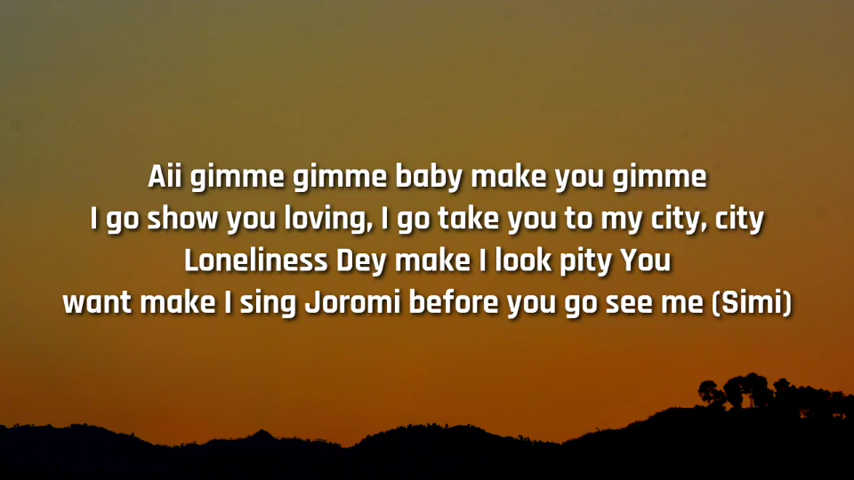 Aii gimme gimme baby make you gimme
I go show you loving, I go take you to my city, city
Loneliness Dey make I look pity You
want make I sing Joromi before you go see me (Simi)